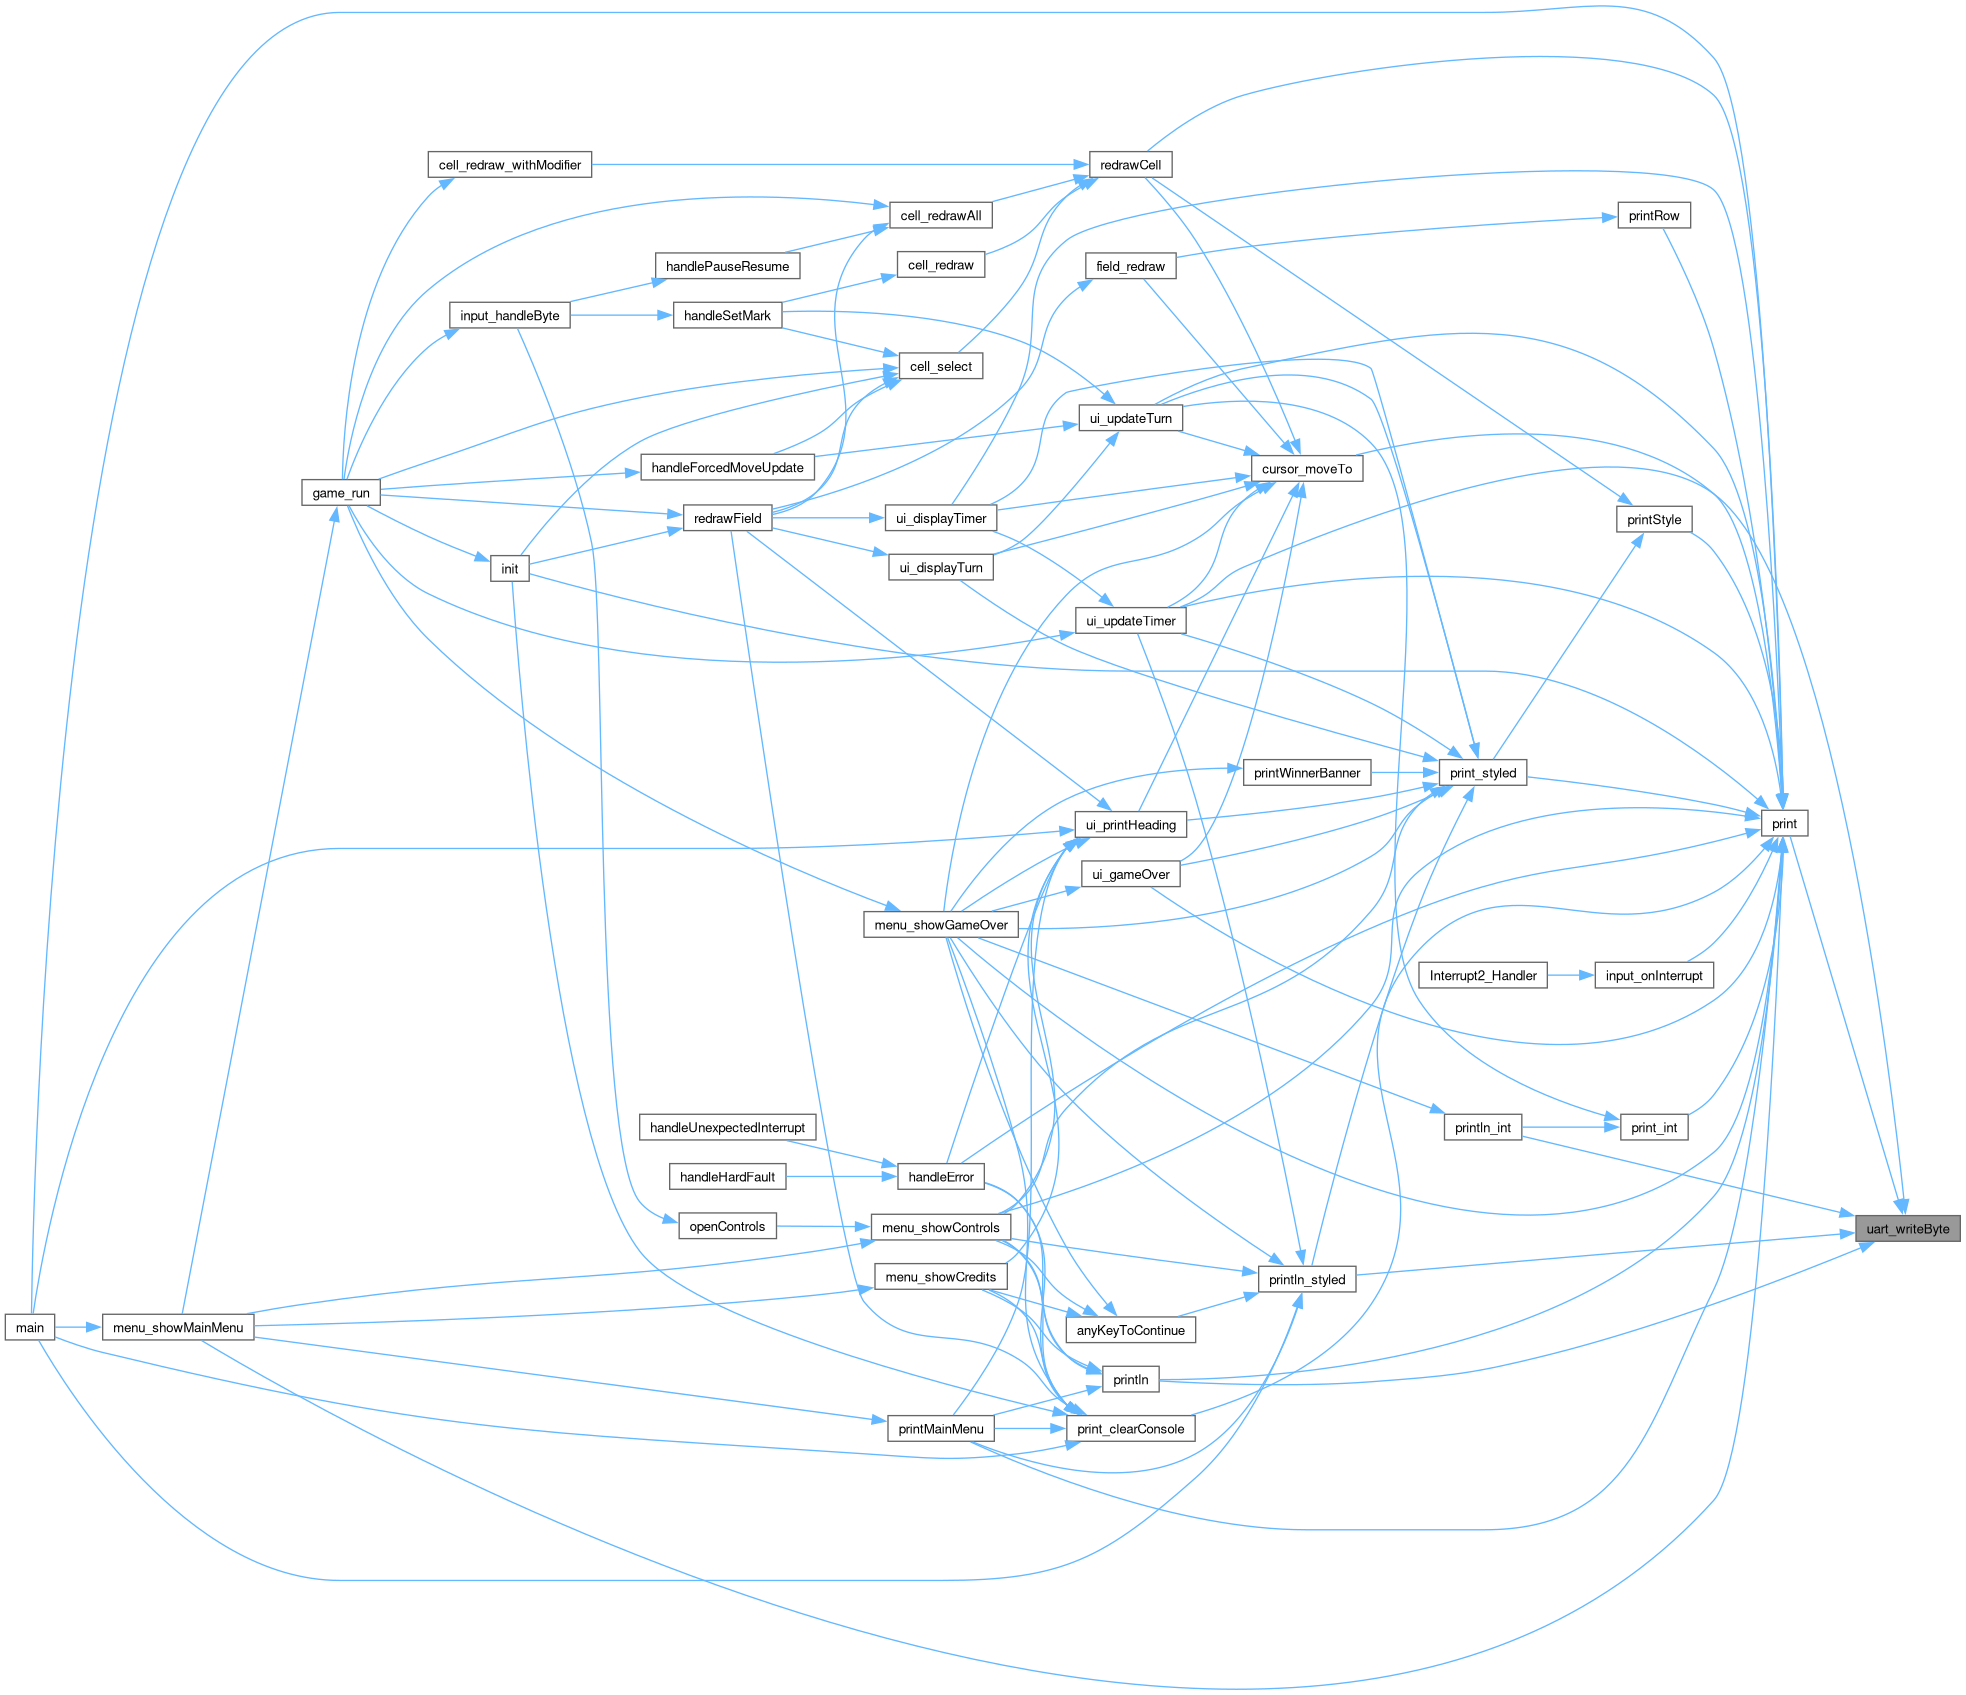 cell_redraw_withModifier
redrawCell
cell_redrawAll
printRow
handlePauseResume
cell_redraw
field_redraw
input_handleByte
handleSetMark
cell_select
ui_updateTurn
handleForcedMoveUpdate
cursor_moveTo
game_run
redrawField
ui_displayTimer
printStyle
init
ui_displayTurn
ui_updateTimer
printWinnerBanner
print_styled
ui_printHeading
print
ui_gameOver
menu_showGameOver
Interrupt2_Handler
input_onInterrupt
handleUnexpectedInterrupt
println_int
print_int
handleHardFault
handleError
openControls
menu_showControls
uart_writeByte
menu_showCredits
println_styled
main
menu_showMainMenu
anyKeyToContinue
println
printMainMenu
print_clearConsole